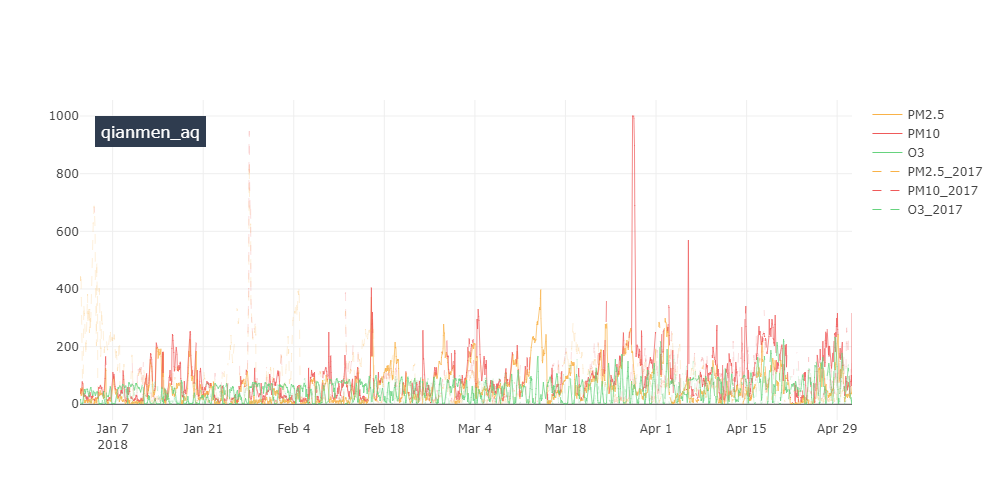 qianmen_aq
1000
800
600
400
200
0
Jan 7
2018
Jan 21
Feb 4
Feb 18
Mar 4
Mar 18
Apr 1
Apr 15
Apr 29
PM2.5
PM10
O3
PM2.5_2017
PM10_2017
O3_2017